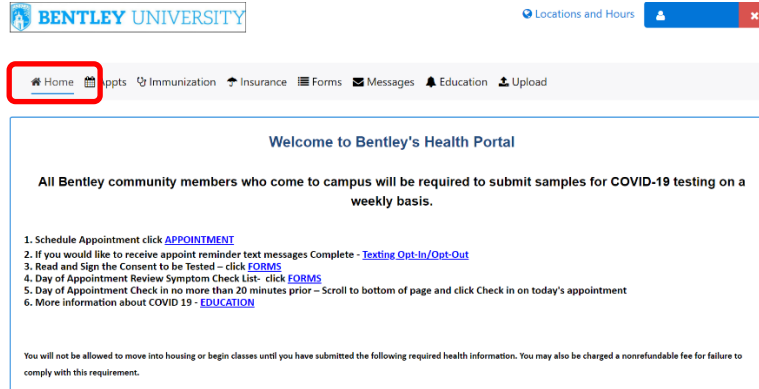 BENTLEY UNIVERSITY
Locations and Hours
Home Appts Immunization Insurance Forms Messages Education Upload
Welcome to Bentley's Health Portal
All Bentley community members who come to campus will be required to submit samples for COVID-19 testing on a
weekly basis.
1. Schedule Appointment click APPOINTMENT
2. If you would like to receive appoint reminder text messages Complete - Texting Opt-In/Opt-Out
3. Read and Sign the Consent to be Tested – click FORMS
4. Day of Appointment Review Symptom Check List- click FORMS
5. Day of Appointment Check in no more than 20 minutes prior – Scroll to bottom of page and click Check in on today's appointment
6. More information about COVID 19 - EDUCATION
You will not be allowed to move into housing or begin classes until you have submitted the following required health information. You may also be charged a nonrefundable fee for failure to
comply with this requirement.